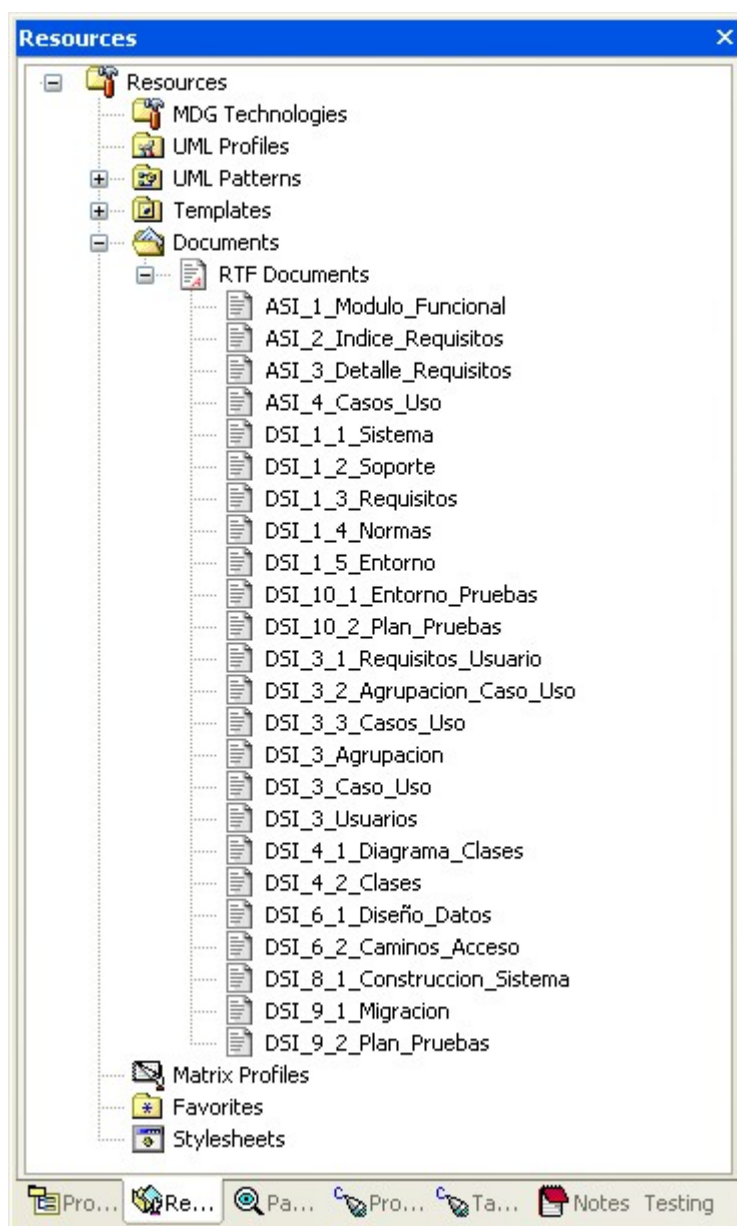 Resources
Resources
MDG Technologies
UML Profiles
UML Patterns
Templates
Documents
RTF Documents
ASI_1_Modulo_Funcional
ASI_2_Indice_Requisitos
ASI_3_Detalle_Requisitos
ASI_4_Casos_Uso
DSI_1_1_Sistema
DSI_1_2_Soporte
DSI_1_3_Requisitos
DSI_1_4_Normas
DSI_1_5_Entorno
DSI_10_1_Entorno_Pruebas
DSI_10_2_Plan_Pruebas
DSI_3_1_Requisitos_Usuario
DSI_3_2_Agrupacion_Caso_Uso
DSI_3_3_Casos_Uso
DSI_3_Agrupacion
DSI_3_Caso_Uso
DSI_3_Usuarios
DSI_4_1_Diagrama_Clases
DSI_4_2_Clases
DSI_6_1_Diseño_Datos
DSI_6_2_Caminos_Acceso
DSI_8_1_Construccion_Sistema
DSI_9_1_Migracion
DSI_9_2_Plan_Pruebas
Matrix Profiles
Favorites
Stylesheets
Pro... Re... Pa... Pro... Ta... Notes Testing